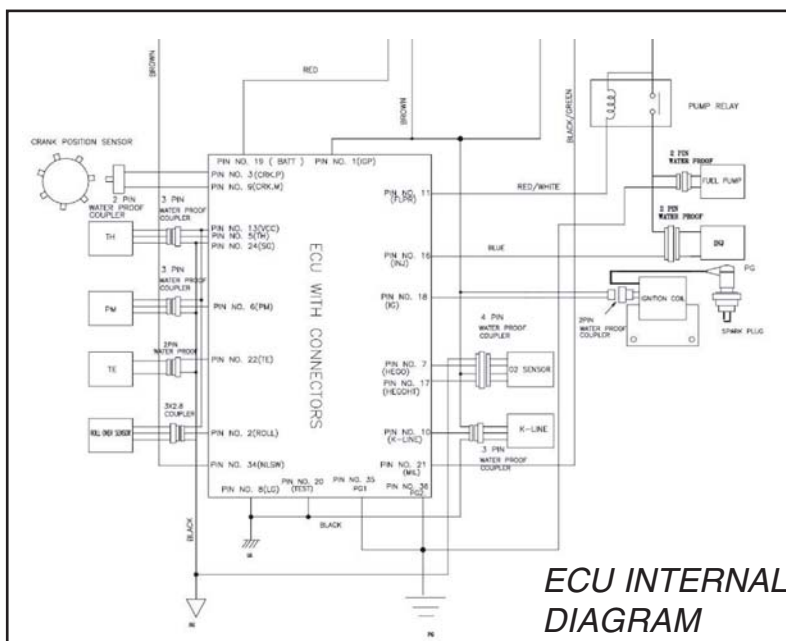 BROWN
RED
BROWN
BLACK/GREEN
PUMP RELAY
CRANK POSITION SENSOR
PIN NO. 19 ( BATT )
PIN NO. 1(IGP)
PIN NO. 3(CRK.P)
PIN NO. 9(CRK.M)
2 PIN
WATER PROOF
COUPLER
3 PIN
WATER PROOF
COUPLER
TH
PIN NO. 13(VCC)
PIN NO. 5(TH)
PIN NO. 24(SG)
PIN NO. 11
(FLPR)
RED/WHITE
2 PIN
WATER PROOF
FUEL PUMP
2 PIN
WATER PROOF
INJ
PIN NO. 16
(INJ)
BLUE
3 PIN
WATER PROOF
COUPLER
PM
PIN NO. 6(PM)
PIN NO. 18
(IG)
IGNITION COIL
PG
SPARK PLUG
2PIN
WATER PROOF
COUPLER
ECU WITH CONNECTORS
2PIN
WATER PROOF
TE
PIN NO. 22(TE)
4 PIN
WATER PROOF
COUPLER
PIN NO. 7
(HEGO)
PIN NO. 17
(HEGOHT)
O2 SENSOR
3X2.8
COUPLER
ROLL OVER SENSOR
PIN NO. 2(ROLL)
PIN NO. 10
(K-LINE)
K-LINE
3 PIN
WATER PROOF
COUPLER
PIN NO. 34(NLSW)
PIN NO. 21
(MIL)
PIN NO. 8(LG)
PIN NO. 20
(TEST)
PIN NO. 35
PG1
PIN NO. 36
PG2
BLACK
BLACK
PG
ECU INTERNAL
DIAGRAM